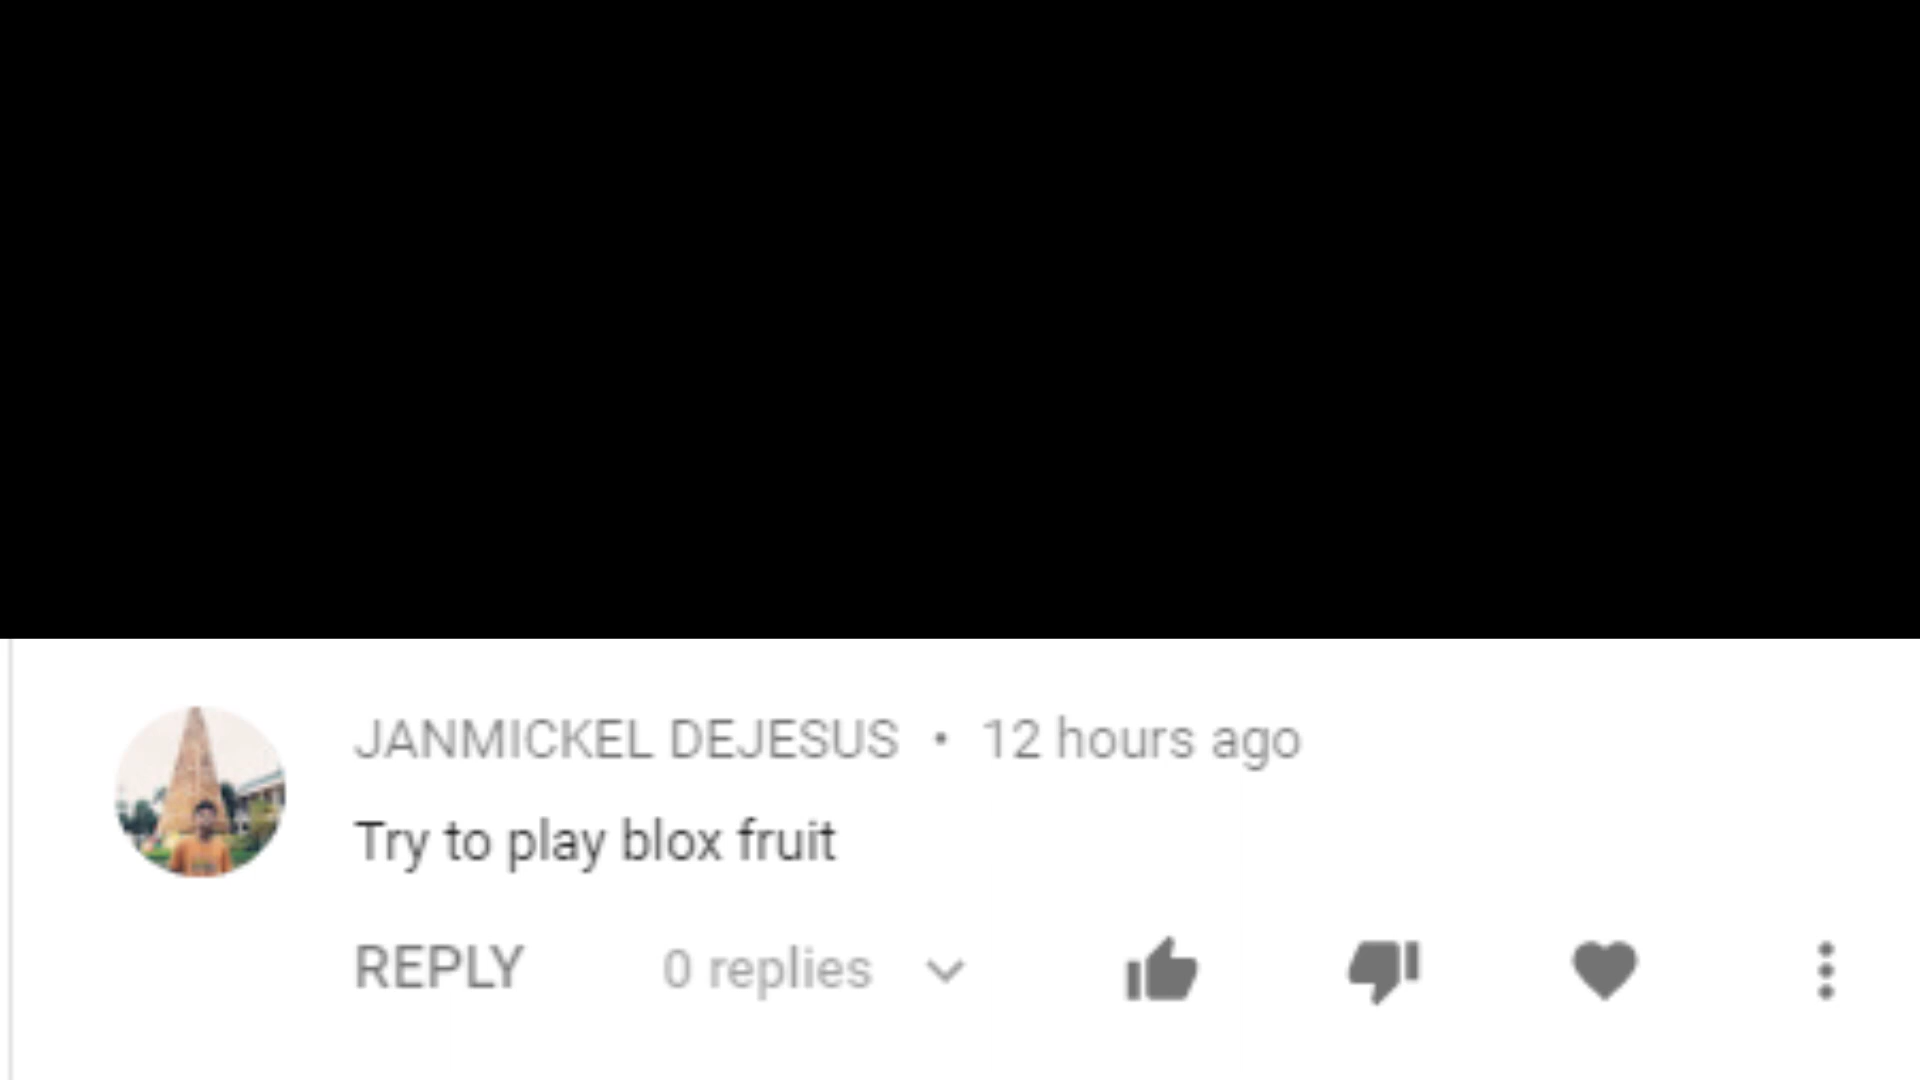 JANMICKEL DEJESUS • 12 hours ago
Try to play blox fruit
REPLY 0 replies